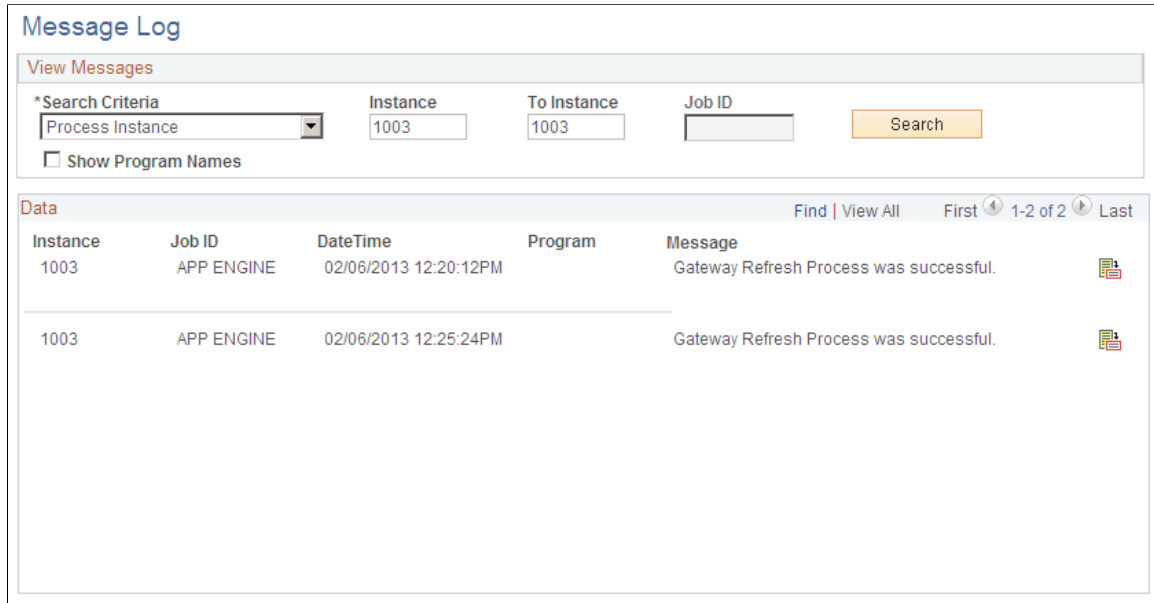 Message Log
View Messages
*Search Criteria Instance To Instance Job ID
Process Instance 1003 1003 Search
Show Program Names
Data Find | View All First 1-2 of 2 Last
Instance Job ID DateTime Program Message
1003 APP ENGINE 02/06/2013 12:20:12PM Gateway Refresh Process was successful.
1003 APP ENGINE 02/06/2013 12:25:24PM Gateway Refresh Process was successful.